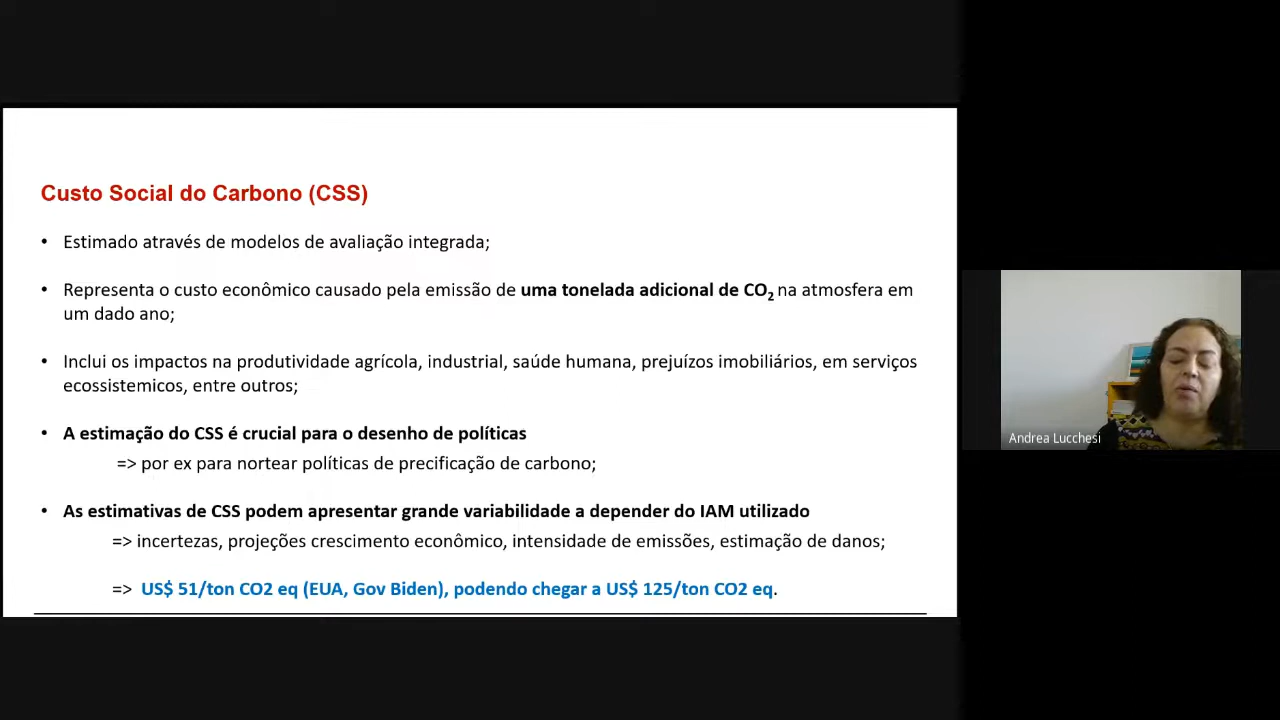 Custo Social do Carbono (CSS)
• Estimado através de modelos de avaliação integrada;
• Representa o custo econômico causado pela emissão de uma tonelada adicional de CO₂ na atmosfera em
um dado ano;
• Inclui os impactos na produtividade agrícola, industrial, saúde humana, prejuízos imobiliários, em serviços
ecossistemicos, entre outros;
• A estimação do CSS é crucial para o desenho de políticas
=> por ex para nortear políticas de precificação de carbono;
• As estimativas de CSS podem apresentar grande variabilidade a depender do IAM utilizado
=> incertezas, projeções crescimento econômico, intensidade de emissões, estimação de danos;
=> US$ 51/ton CO2 eq (EUA, Gov Biden), podendo chegar a US$ 125/ton CO2 eq.
Andrea Lucchesi